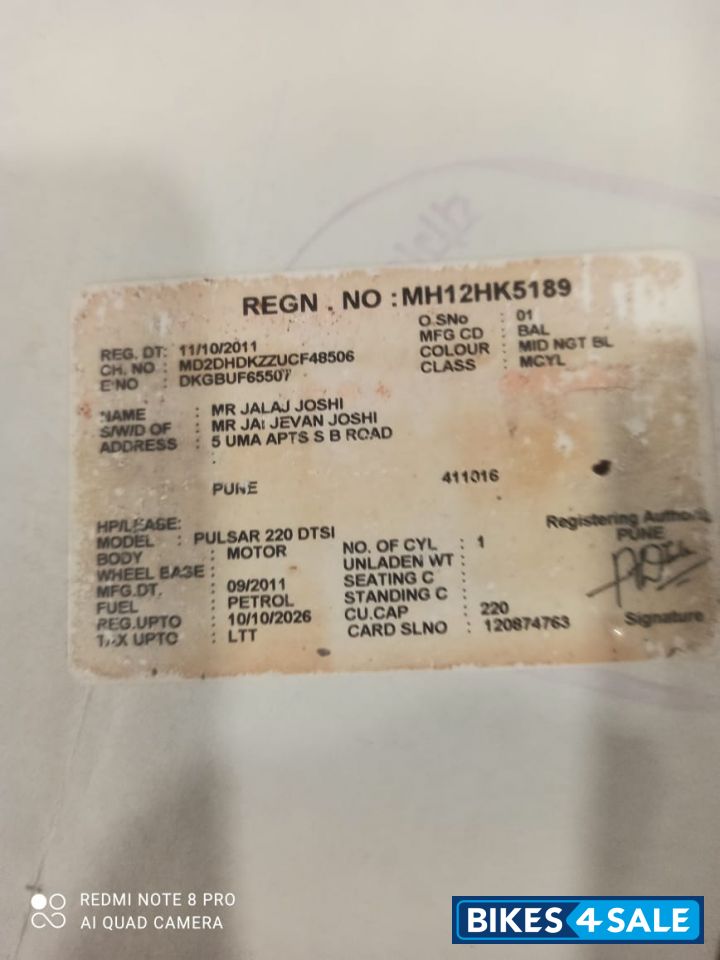 REGN . NO : MH12HK5189
REG. DT: 11/10/2011 O.SNo : 01
CH. NO : MD2DHDKZZUCF48506 MFG CD : BAL
E'NO : DKGBUF65507 COLOUR : MID NGT BL
CLASS : MCYL
NAME : MR JALAJ JOSHI
S/W/D OF : MR JAI JEVAN JOSHI
ADDRESS : 5 UMA APTS S B ROAD
PUNE 411016
HP/LEASE:
MODEL : PULSAR 220 DTSI
BODY : MOTOR
WHEEL BASE :
MFG.DT. : 09/2011
FUEL : PETROL
REG.UPTO : 10/10/2026
TAX UPTO : LTT
NO. OF CYL : 1
UNLADEN WT :
SEATING C :
STANDING C :
CU.CAP : 220
CARD SLNO : 120874763
Registering
PUNE
Signature
REDMI NOTE 8 PRO
AI QUAD CAMERA
BIKES4SALE